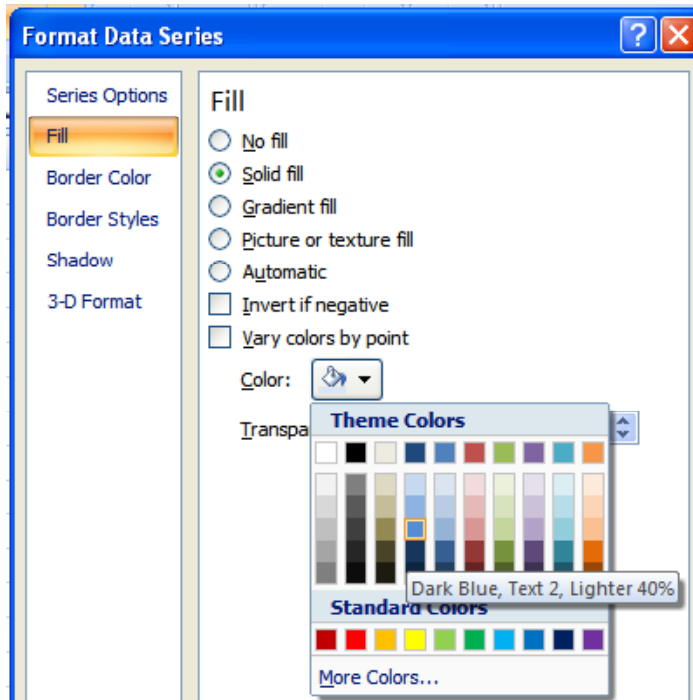 Format Data Series
?
Series Options
Fill
Border Color
Border Styles
Shadow
3-D Format
Fill
No fill
Solid fill
Gradient fill
Picture or texture fill
Automatic
Invert if negative
Vary colors by point
Color:
Transpa
Theme Colors
Dark Blue, Text 2, Lighter 40%
Standard Colors
More Colors...